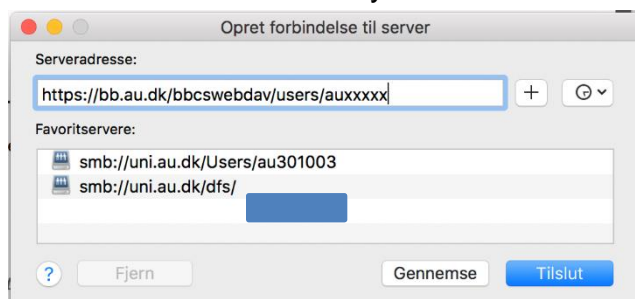 Opret forbindelse til server
Serveradresse:
https://bb.au.dk/bbcswebdav/users/auxxxxx
+
Favoritservere:
smb://uni.au.dk/Users/au301003
smb://uni.au.dk/dfs/
? Fjern Gennemse Tilslut